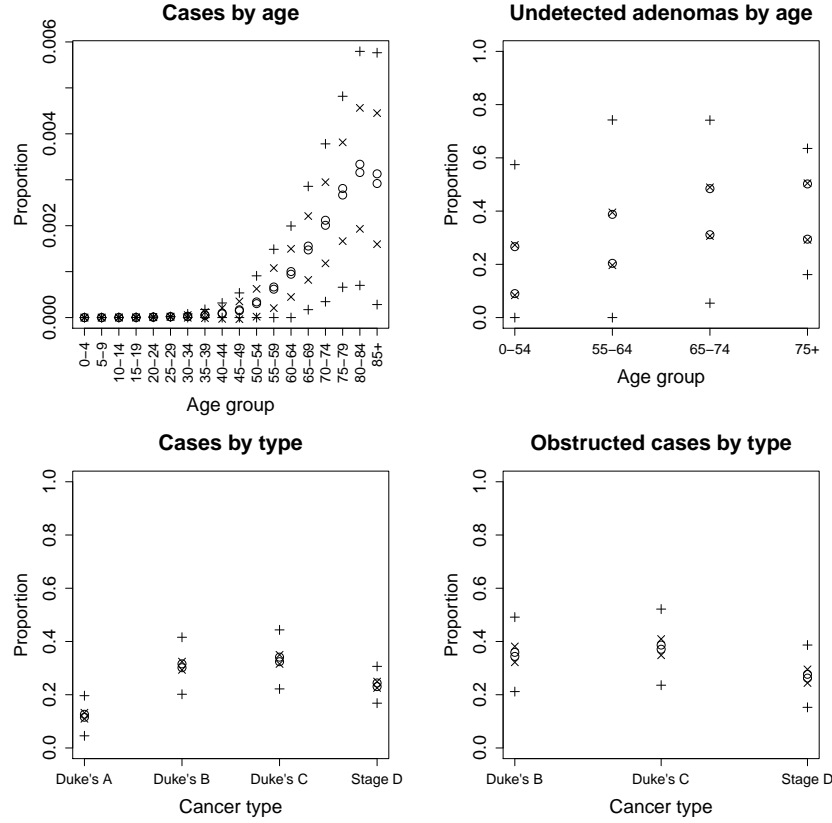 Cases by age
Proportion
0.000
0.002
0.004
0.006
0−4
5−9
10−14
15−19
20−24
25−29
30−34
35−39
40−44
45−49
50−54
55−59
60−64
65−69
70−74
75−79
80−84
85+
Age group
Undetected adenomas by age
Proportion
0.0
0.2
0.4
0.6
0.8
1.0
0−54
55−64
65−74
75+
Age group
Cases by type
Proportion
0.0
0.2
0.4
0.6
0.8
1.0
Duke's A
Duke's B
Duke's C
Stage D
Cancer type
Obstructed cases by type
Proportion
0.0
0.2
0.4
0.6
0.8
1.0
Duke's B
Duke's C
Stage D
Cancer type